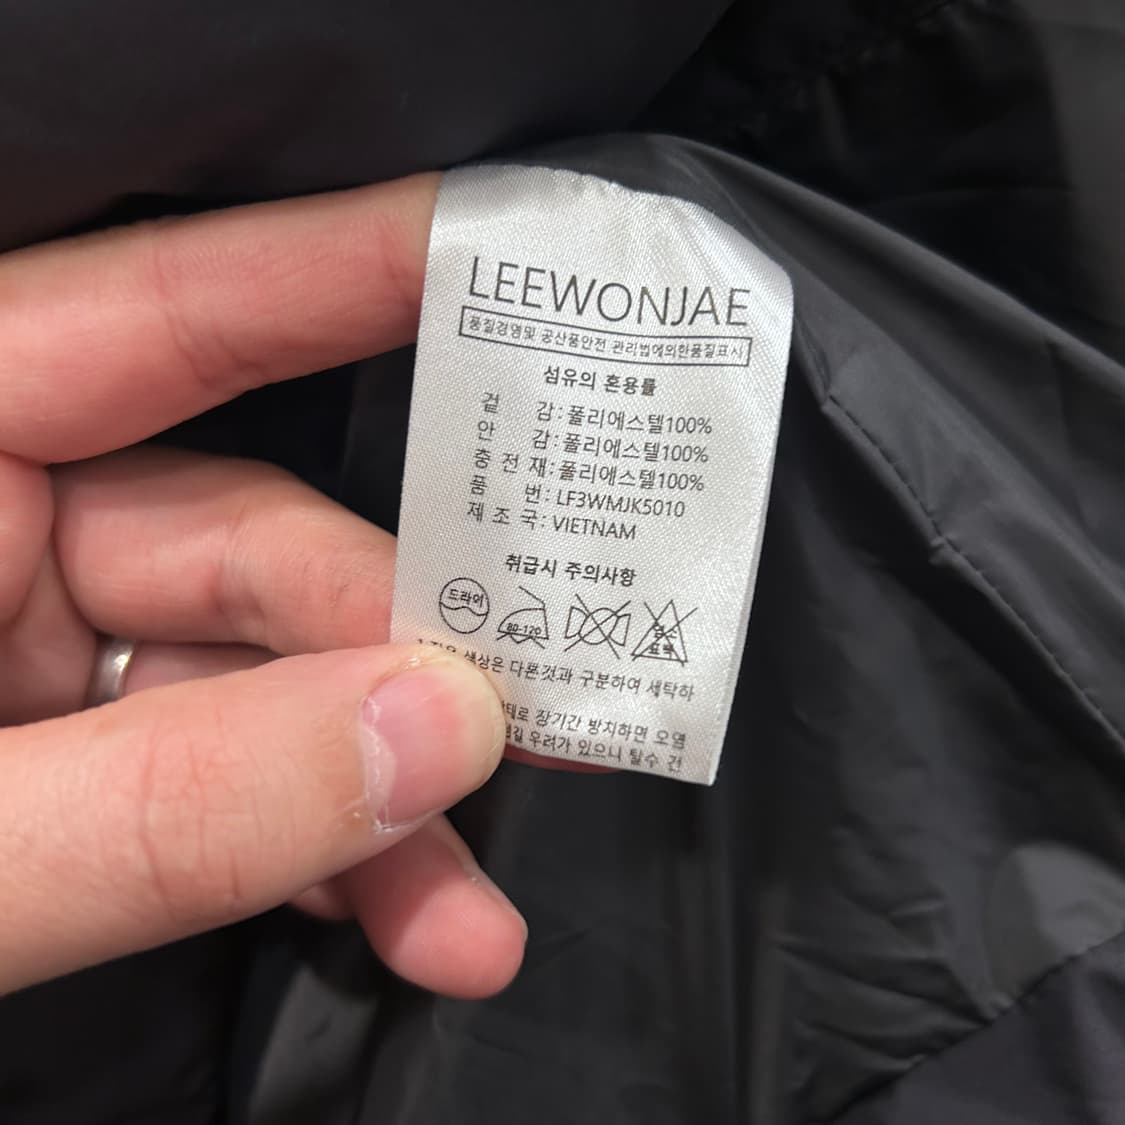 LEEWONJAE
품질경영및 공산품안전 관리법에의한품질표시
섬유의 혼용률
겉 감 : 폴리에스텔100%
안 감 : 폴리에스텔100%
충 전 재 : 폴리에스텔100%
품 번 : LF3WMJK5010
제 조 국 : VIETNAM
취급시 주의사항
드라이
80-120
염소
표백
색상은 다른것과 구분하여 세탁하
장기간 방치하면 오염
우려가 있으니 탈수 건